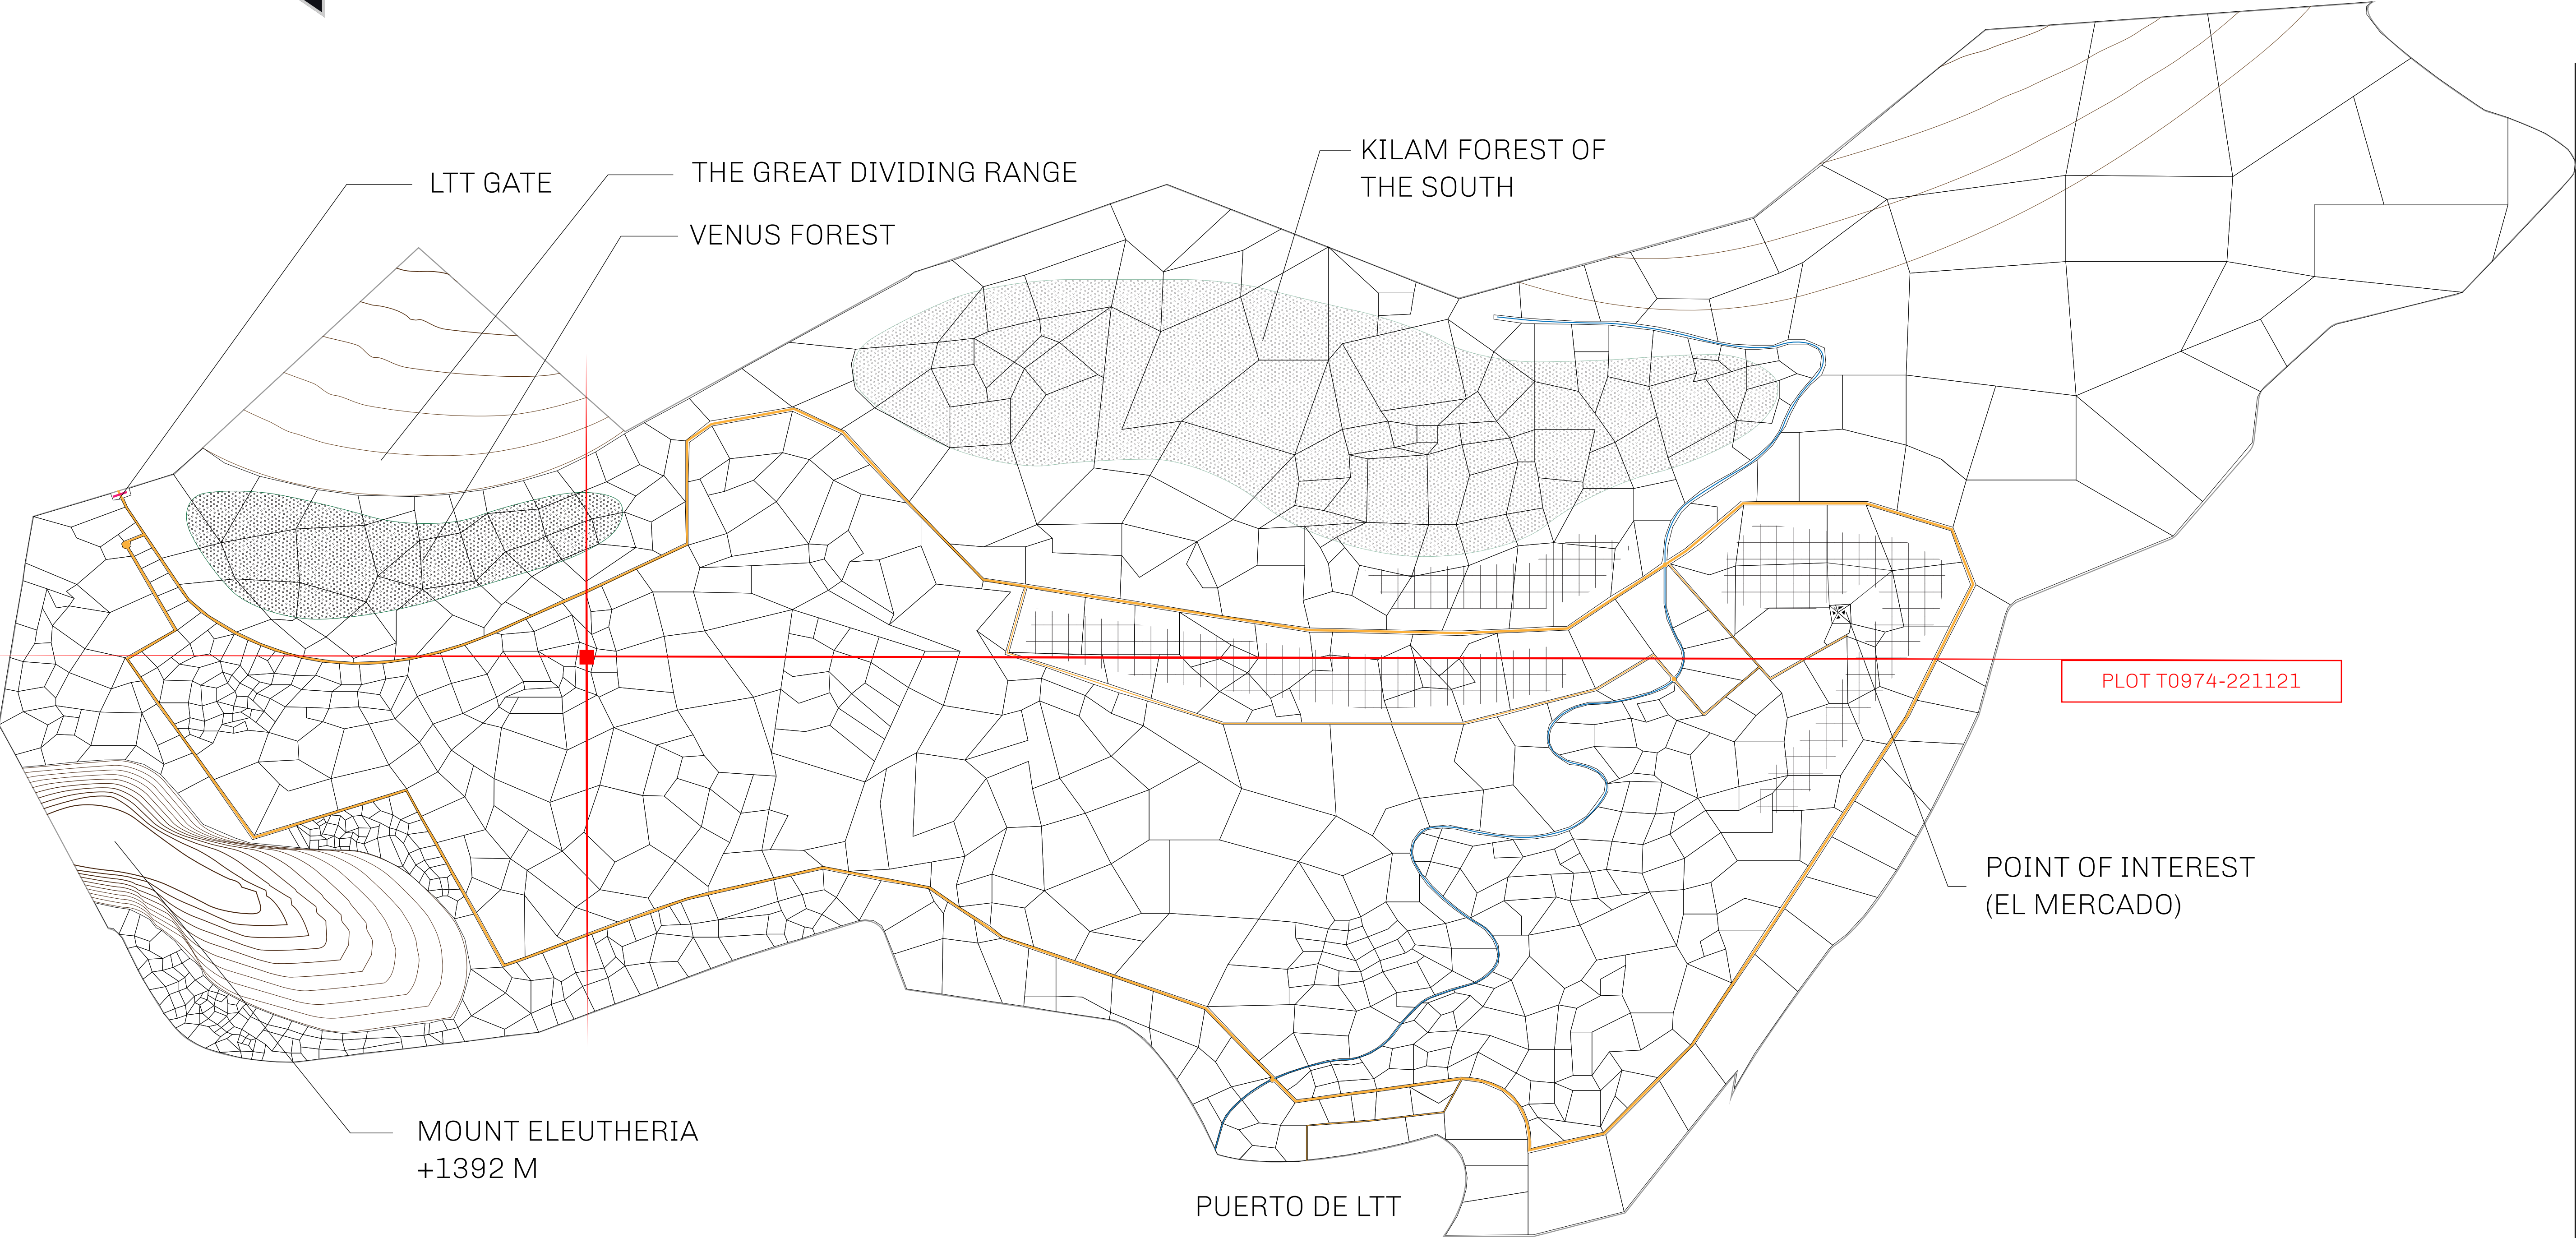 KILAM FOREST OF
THE SOUTH
THE GREAT DIVIDING RANGE
LTT GATE
VENUS FOREST
PLOT T0974-221121
POINT OF INTEREST
(EL MERCADO)
MOUNT ELEUTHERIA
+1392 M
PUERTO DE LTT